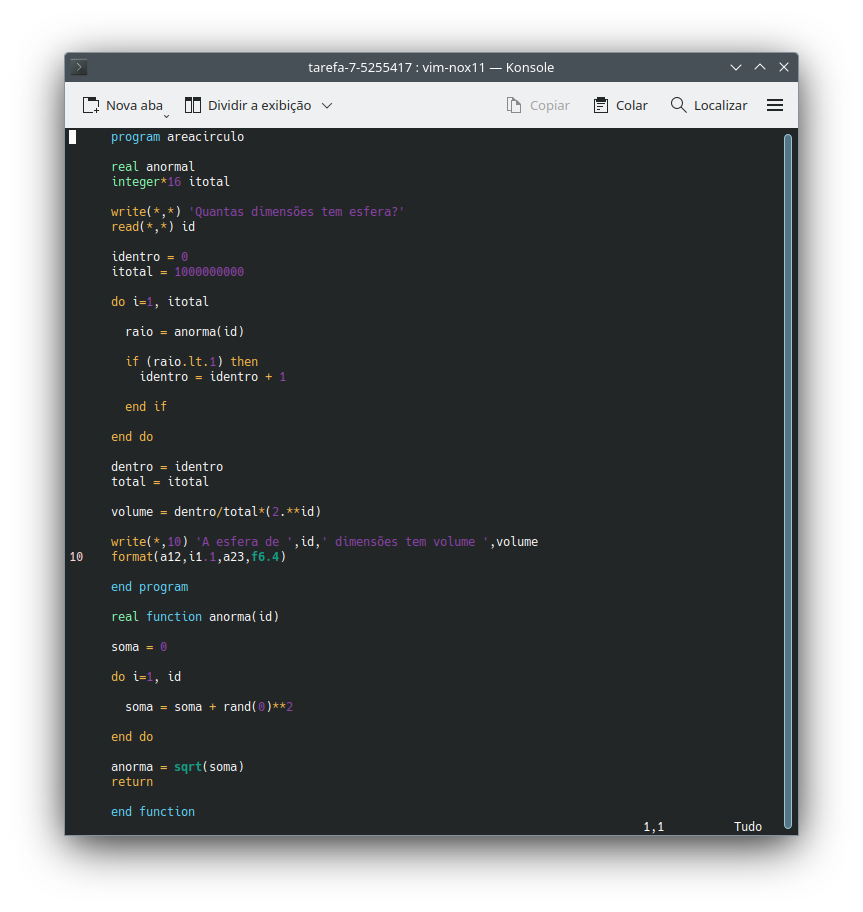 tarefa-7-5255417 : vim-nox11 — Konsole
Nova aba
Dividir a exibição
Copiar
Colar
Localizar
program areacirculo
real anormal
integer*16 itotal
write(*,*) 'Quantas dimensões tem esfera?'
read(*,*) id
identro = 0
itotal = 1000000000
do i=1, itotal
raio = anorma(id)
if (raio.lt.1) then
identro = identro + 1
end if
end do
dentro = identro
total = itotal
volume = dentro/total*(2.**id)
write(*,10) 'A esfera de ',id,' dimensões tem volume ',volume
10 format(a12,i1.1,a23,f6.4)
end program
real function anorma(id)
soma = 0
do i=1, id
soma = soma + rand(0)**2
end do
anorma = sqrt(soma)
return
end function
1,1 Tudo